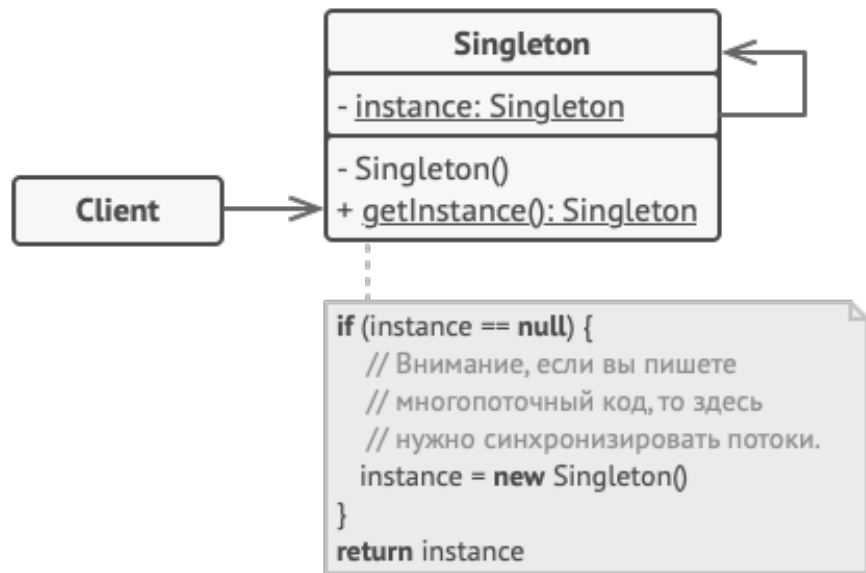 Singleton
- instance: Singleton
- Singleton()
+ getInstance(): Singleton
Client
if (instance == null) {
// Внимание, если вы пишете
// многопоточный код, то здесь
// нужно синхронизировать потоки.
instance = new Singleton()
}
return instance